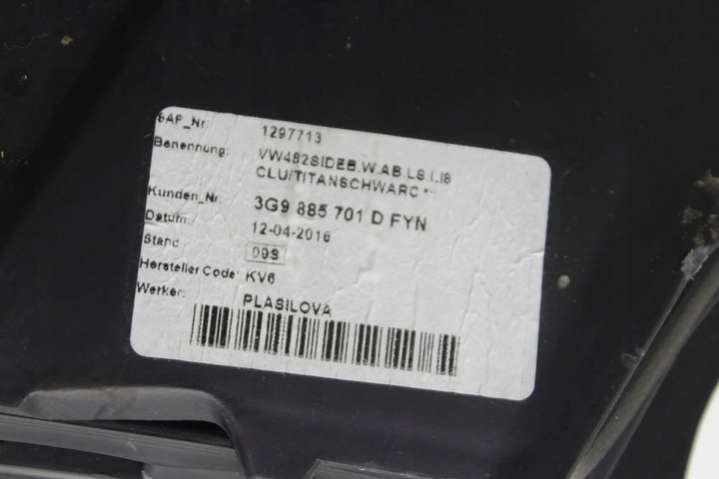 SAP_Nr 1297713
Benennung: VW482SIDEB.W.AB.LS.I.I8
CLU/TITANSCHWARC *-
Kunden_Nr. 3G9 885 701 D FYN
Datum: 12-04-2016
Stand 09S
Hersteller Code: KV6
Werker: PLASILOVA